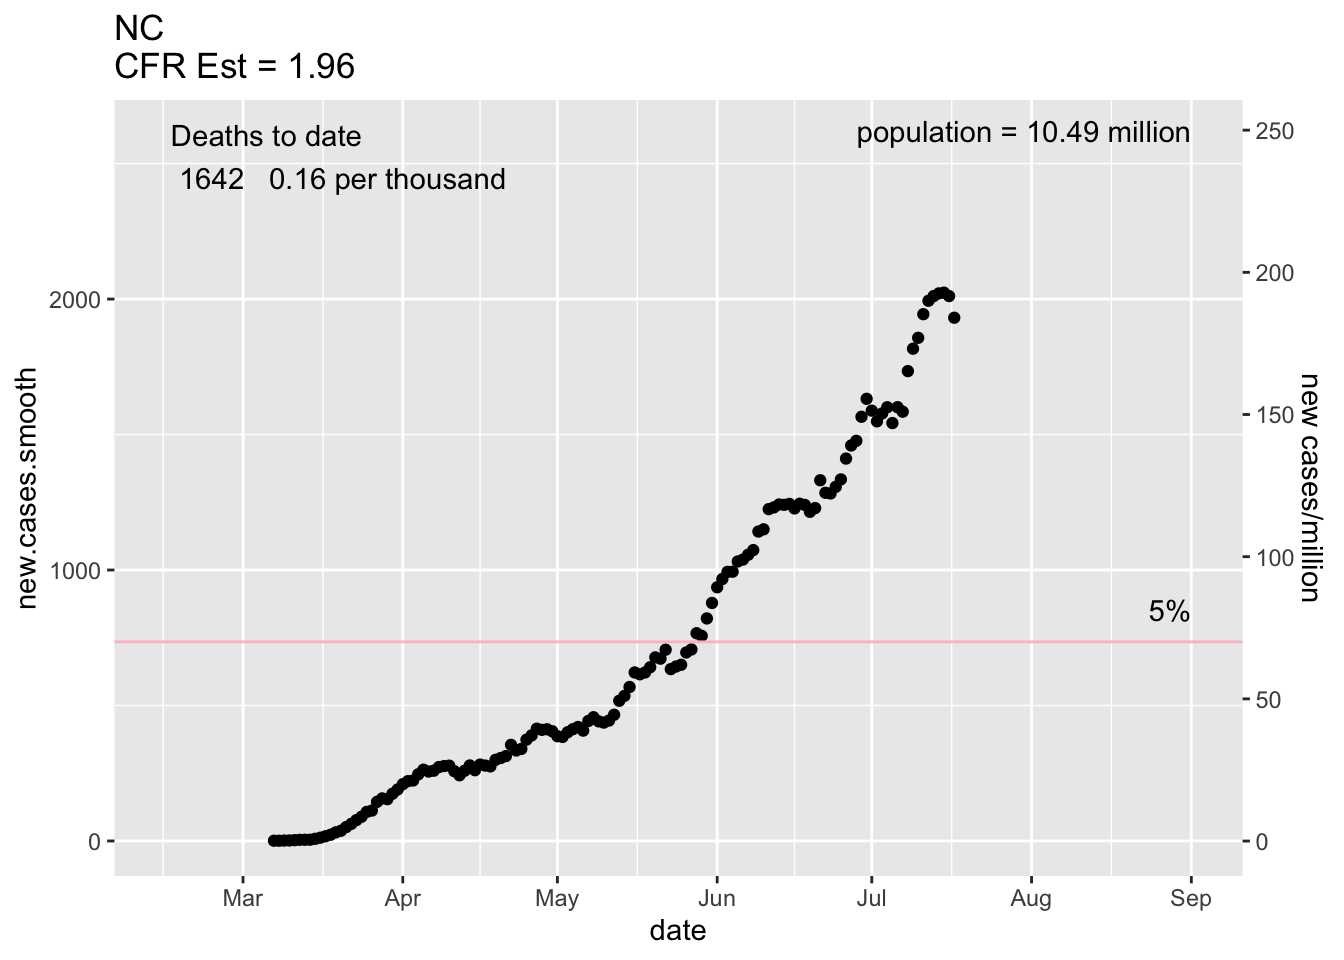 NC
CFR Est = 1.96
Deaths to date
1642 0.16 per thousand
population = 10.49 million
5%
new.cases.smooth
2000
1000
0
250
200
150
100
50
0
new cases/million
Mar Apr May Jun Jul Aug Sep
date